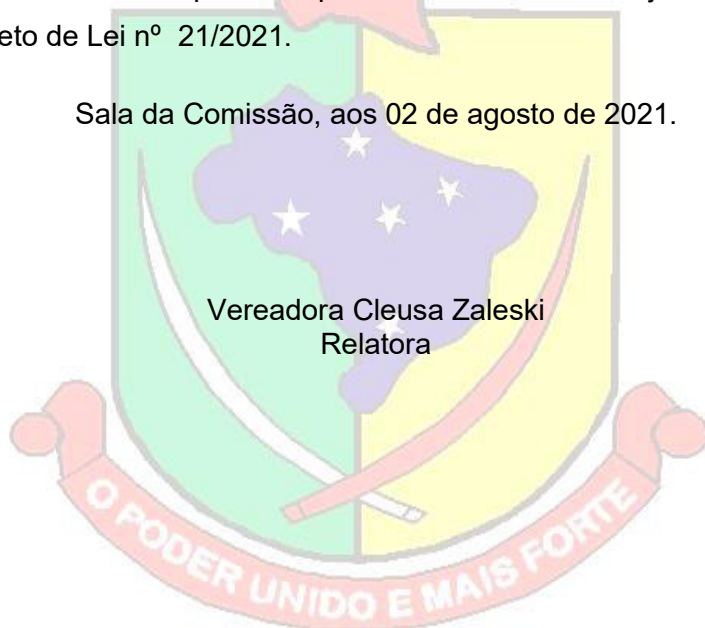 eto de Lei nº 21/2021.
Sala da Comissão, aos 02 de agosto de 2021.
Vereadora Cleusa Zaleski
Relatora
O PODER UNIDO E MAIS FORTE